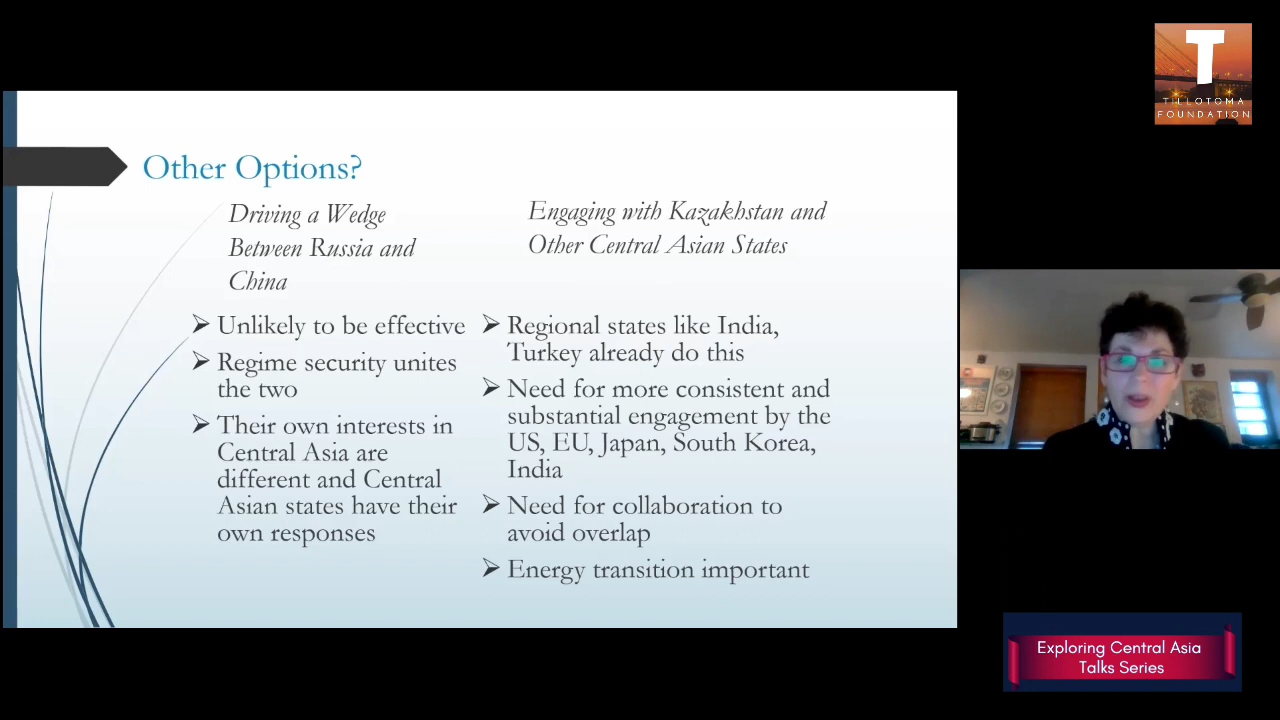 Other Options?
Driving a Wedge
Between Russia and
China
Unlikely to be effective
Regime security unites
the two
Their own interests in
Central Asia are
different and Central
Asian states have their
own responses
Engaging with Kazakhstan and
Other Central Asian States
Regional states like India,
Turkey already do this
Need for more consistent and
substantial engagement by the
US, EU, Japan, South Korea,
India
Need for collaboration to
avoid overlap
Energy transition important
T
TILLOTOMA
FOUNDATION
Exploring Central Asia
Talks Series